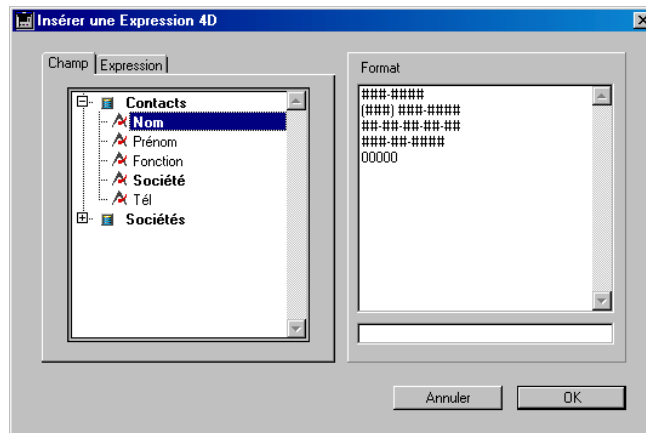 Insérer une Expression 4D
Champ
Expression
Contacts
Nom
Prénom
Fonction
Société
Tél
Sociétés
Format
###-####
(###) ###-####
##-##-##-##-##
###-##-####
00000
Annuler
OK